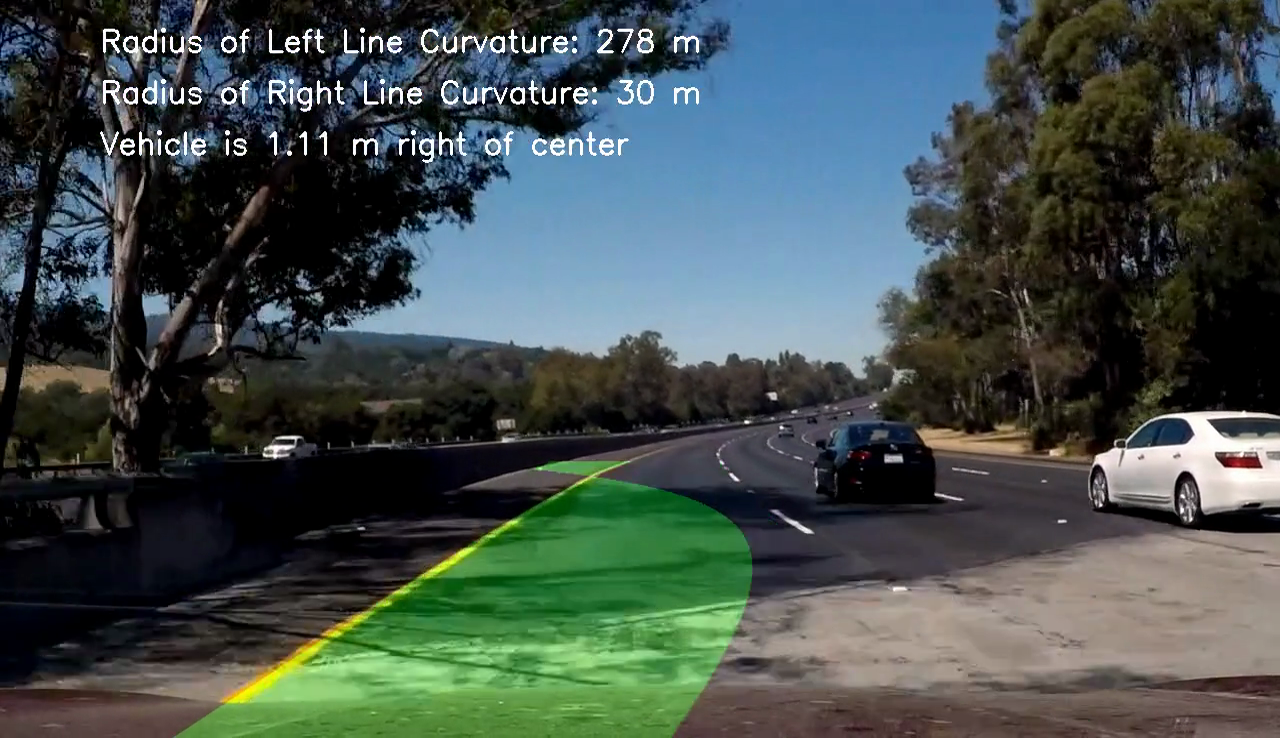 Radius of Left Line Curvature: 278 m
Radius of Right Line Curvature: 30 m
Vehicle is 1.11 m right of center